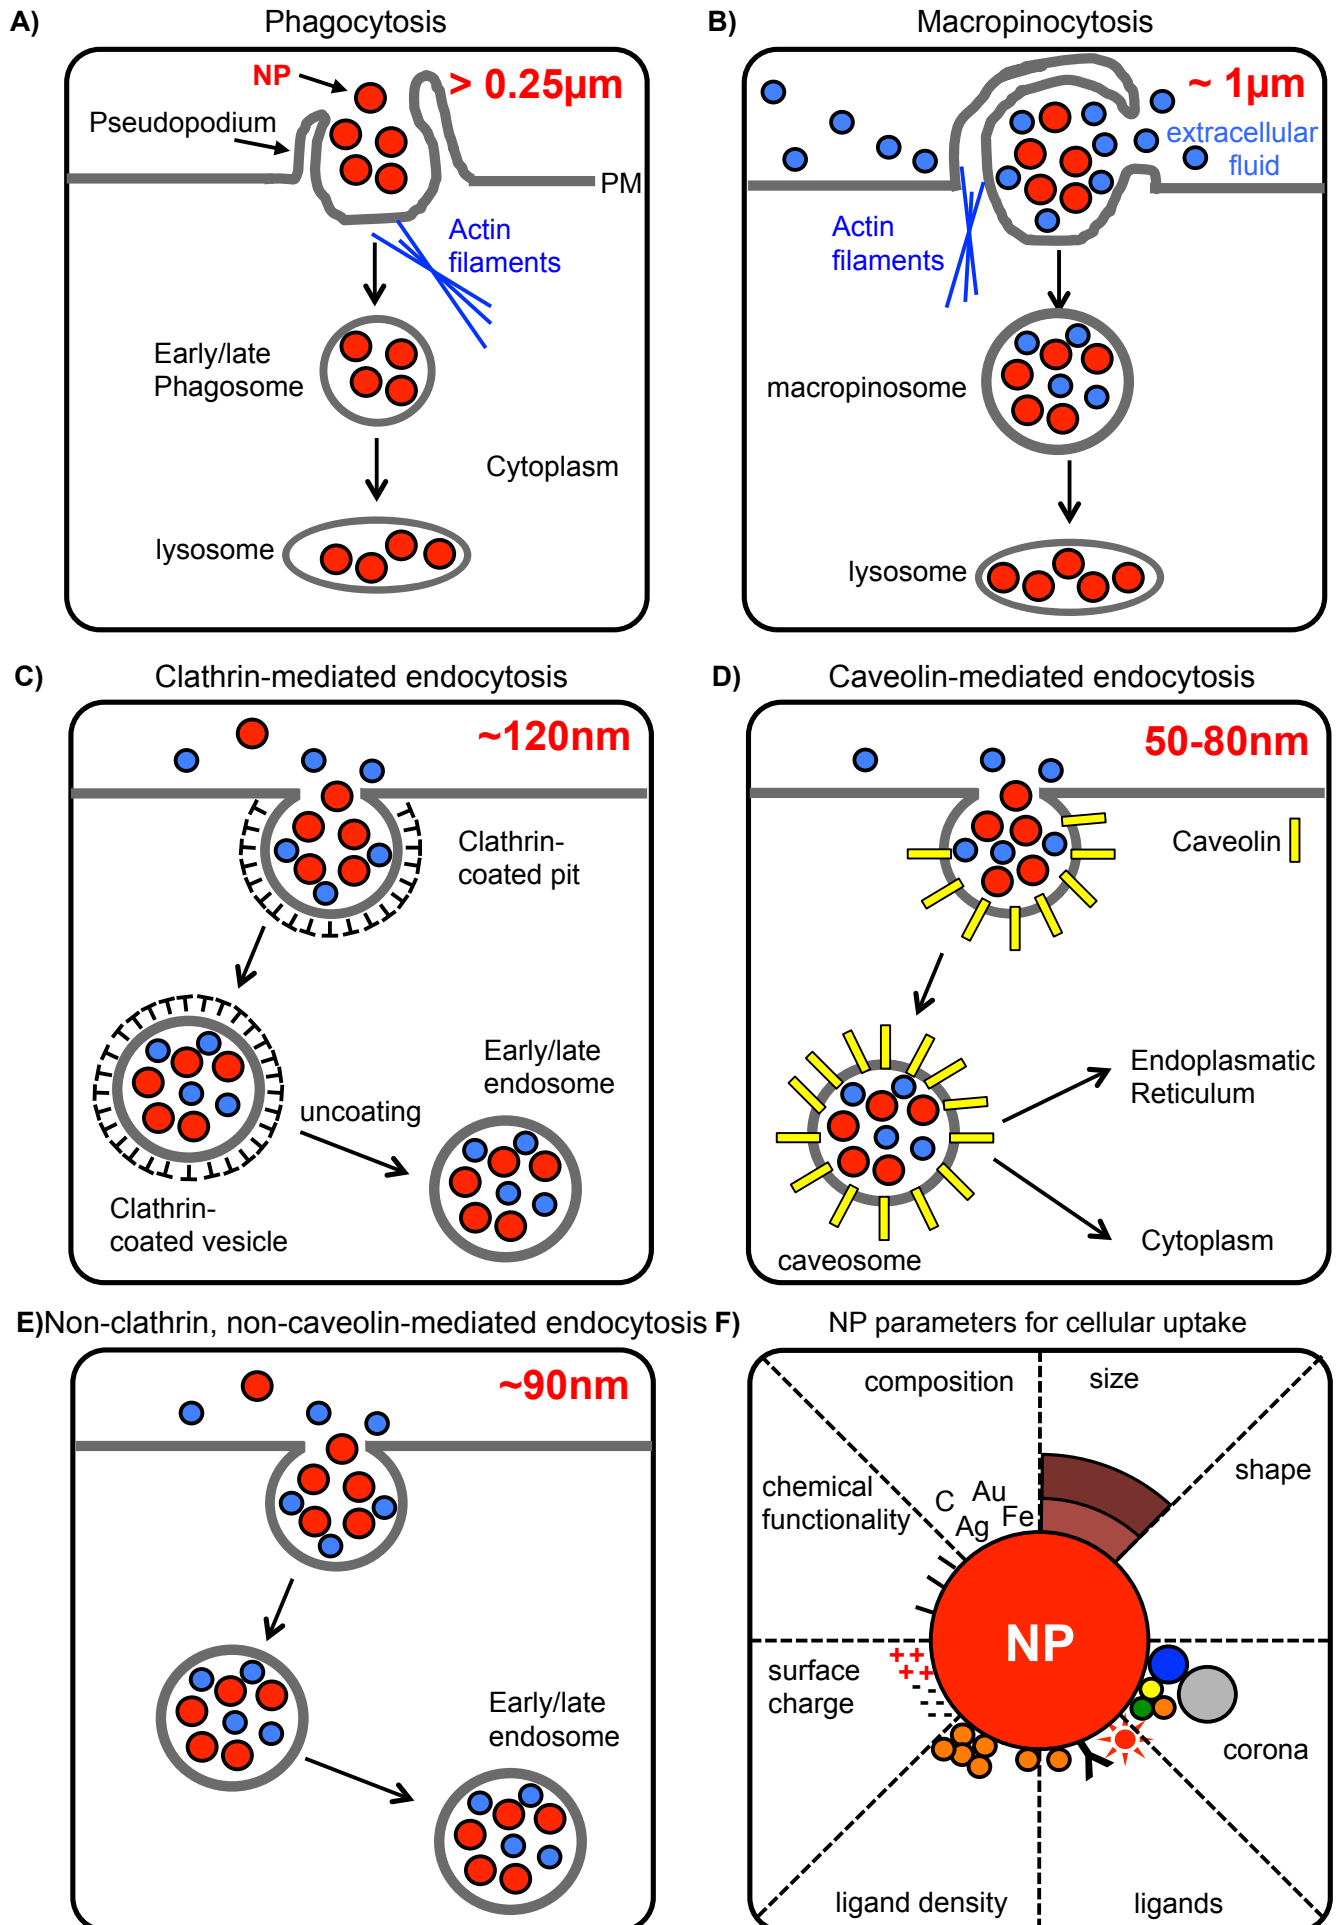 A)
Phagocytosis
NP
> 0.25µm
Pseudopodium
PM
Actin
filaments
Early/late
Phagosome
Cytoplasm
lysosome
B)
Macropinocytosis
~ 1µm
extracellular
fluid
Actin
filaments
macropinosome
lysosome
C)
Clathrin-mediated endocytosis
~120nm
Clathrin-
coated pit
Early/late
endosome
uncoating
Clathrin-
coated vesicle
D)
Caveolin-mediated endocytosis
50-80nm
Caveolin
Endoplasmatic
Reticulum
Cytoplasm
caveosome
E)Non-clathrin, non-caveolin-mediated endocytosis
~90nm
Early/late
endosome
F)
NP parameters for cellular uptake
composition
size
shape
chemical
functionality
C
Au
Ag
Fe
NP
surface
charge
+ +
+ +
- -
- -
- -
corona
ligand density
ligands